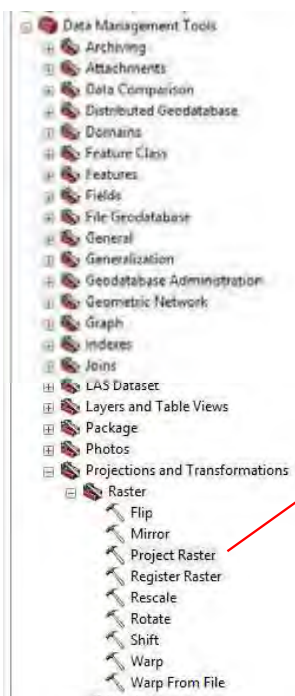 Data Management Tools
Archiving
Attachments
Data Comparison
Distributed Geodatabase
Domains
Feature Class
Features
Fields
File Geodatabase
General
Generalization
Geodatabase Administration
Geometric Network
Graph
Indexes
Joins
LAS Dataset
Layers and Table Views
Package
Photos
Projections and Transformations
Raster
Flip
Mirror
Project Raster
Register Raster
Rescale
Rotate
Shift
Warp
Warp From File